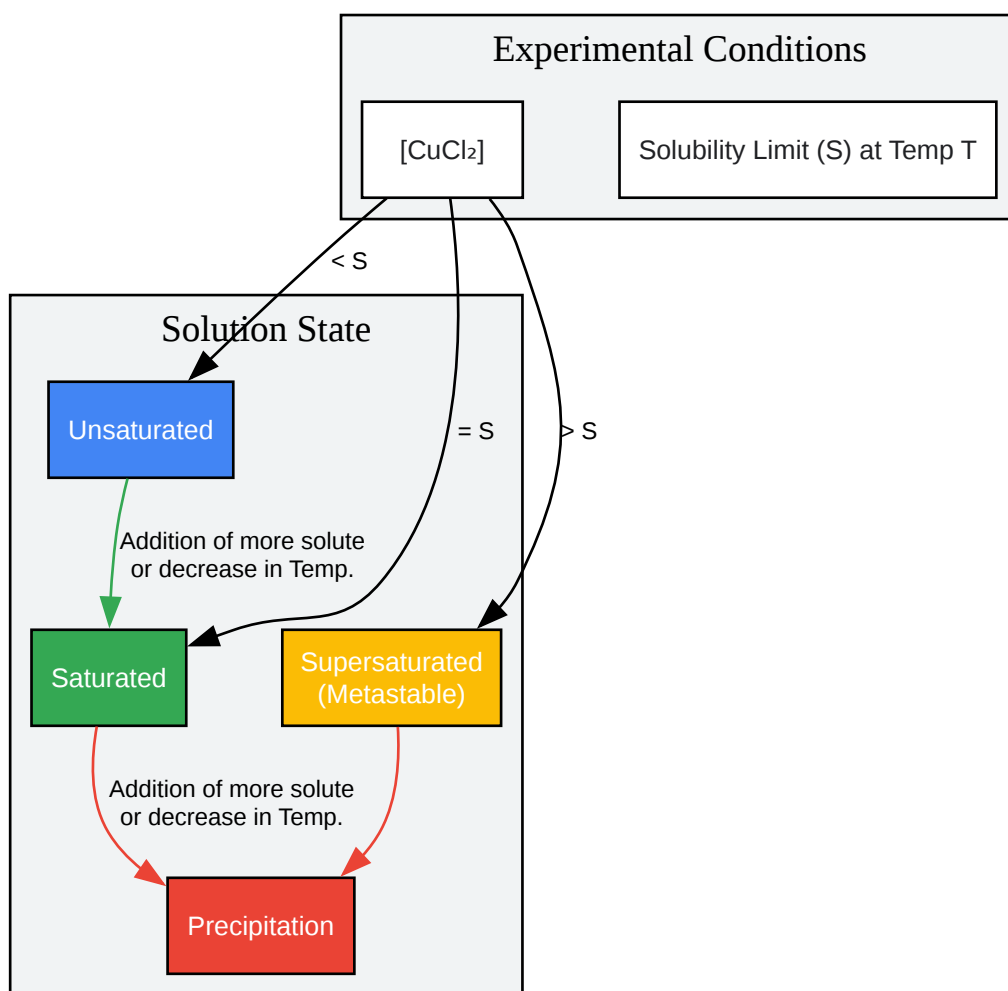 Experimental Conditions
[CuCl₂]
Solubility Limit (S) at Temp T
< S
Solution State
Unsaturated
= S
> S
Addition of more solute
or decrease in Temp.
Saturated
Supersaturated
(Metastable)
Addition of more solute
or decrease in Temp.
Precipitation